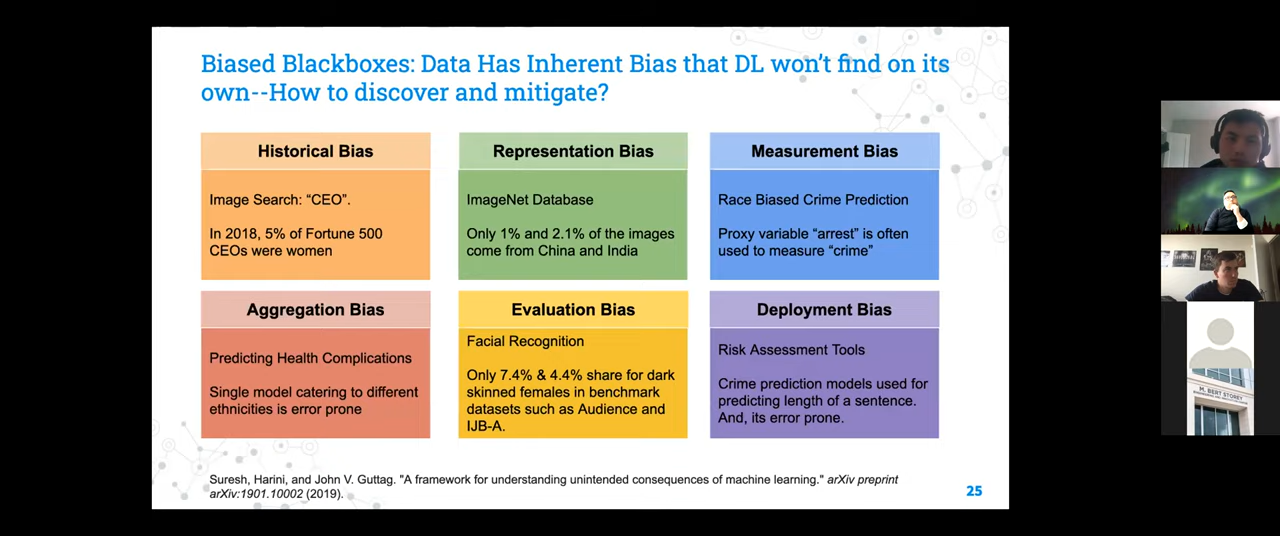 Biased Blackboxes: Data Has Inherent Bias that DL won't find on its
own--How to discover and mitigate?
Historical Bias
Image Search: “CEO”.
In 2018, 5% of Fortune 500
CEOs were women
Representation Bias
ImageNet Database
Only 1% and 2.1% of the images
come from China and India
Measurement Bias
Race Biased Crime Prediction
Proxy variable “arrest” is often
used to measure “crime”
Aggregation Bias
Predicting Health Complications
Single model catering to different
ethnicities is error prone
Evaluation Bias
Facial Recognition
Only 7.4% & 4.4% share for dark
skinned females in benchmark
datasets such as Audience and
IJB-A.
Deployment Bias
Risk Assessment Tools
Crime prediction models used for
predicting length of a sentence.
And, its error prone.
Suresh, Harini, and John V. Guttag. "A framework for understanding unintended consequences of machine learning." arXiv preprint
arXiv:1901.10002 (2019).
25
M. BERT STOREY